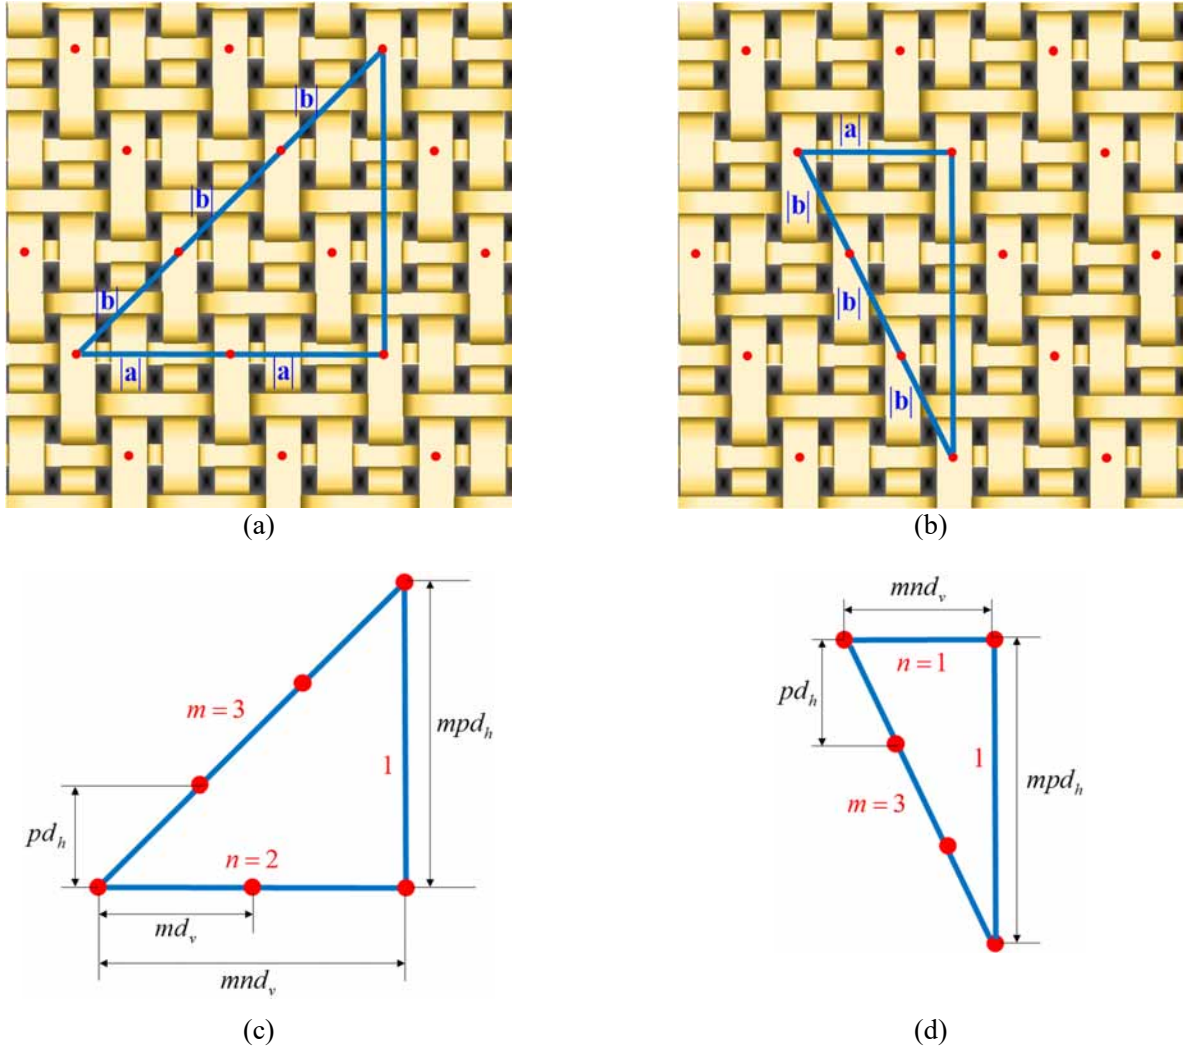 |b|
|a|
|b|
|b|
|b|
|b|
|a| |a|
|b|
(a) (b)
mnd_v
n = 1
pd_h
m = 3
mpd_h
1
1
mpd_h
m = 3
pd_h
n = 2
md_v
mnd_v
(c) (d)